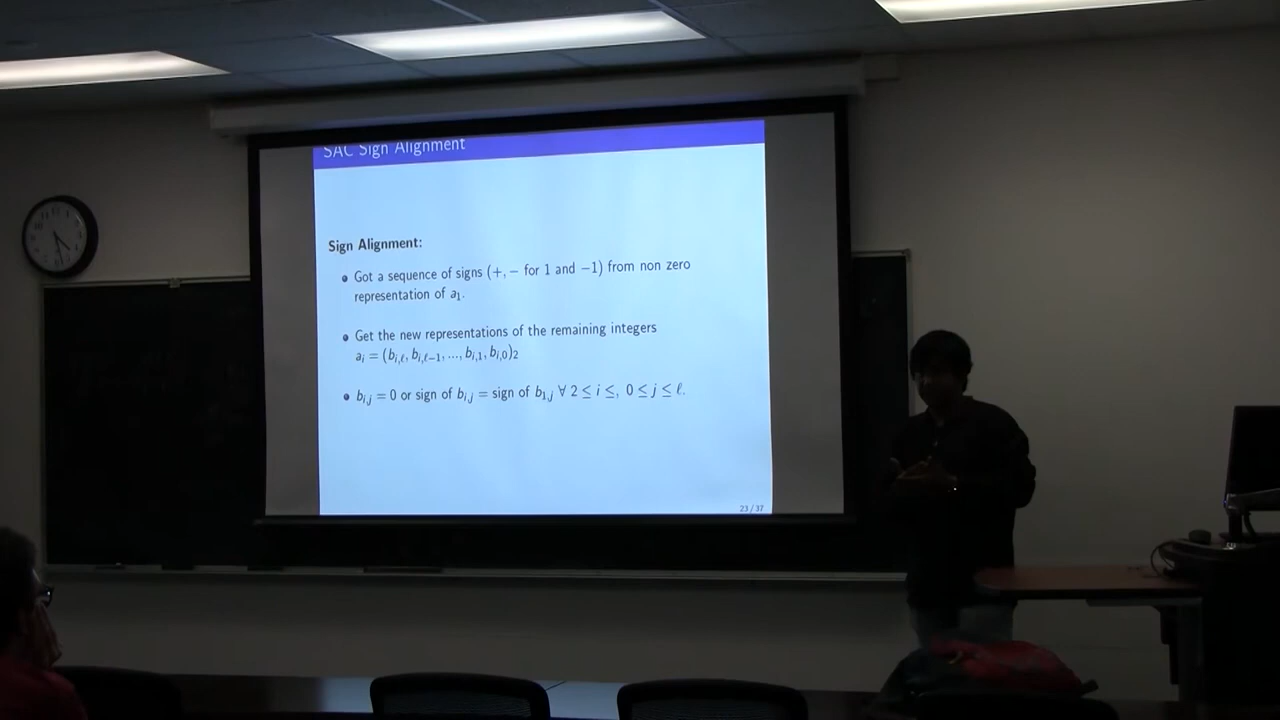 SAC Sign Alignment
Sign Alignment:
• Got a sequence of signs (+, − for 1 and −1) from non zero
representation of a₁.
• Get the new representations of the remaining integers
aᵢ = (bᵢ,ℓ, bᵢ,ℓ₋₁, ..., bᵢ,₁, bᵢ,₀)₂
• bᵢ,ⱼ = 0 or sign of bᵢ,ⱼ = sign of b₁,ⱼ ∀ 2 ≤ i ≤, 0 ≤ j ≤ ℓ.
23 / 37